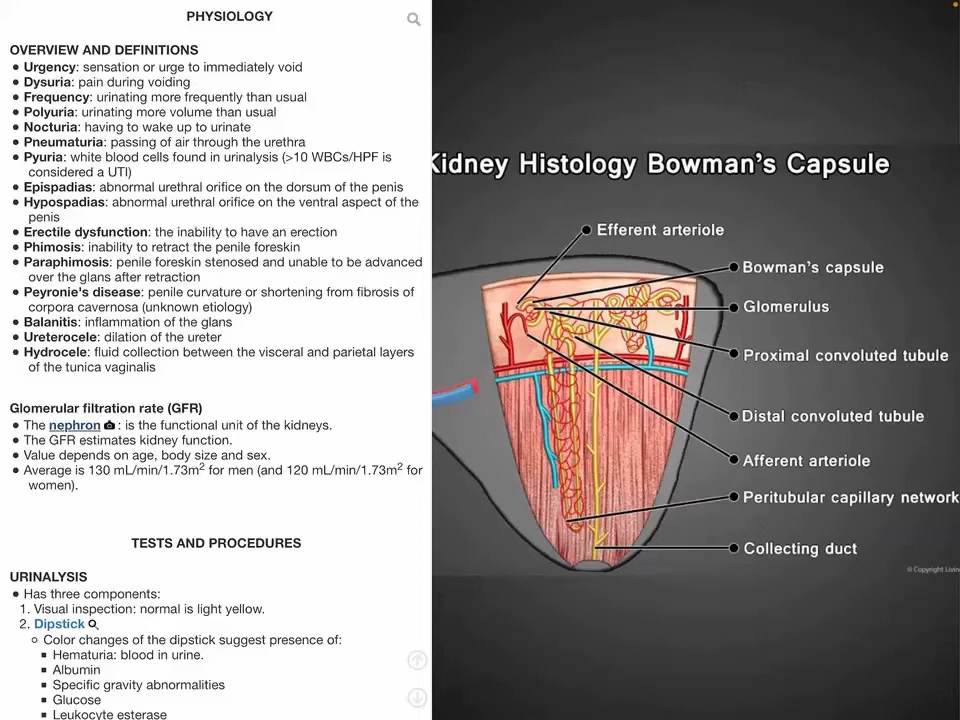 PHYSIOLOGY
OVERVIEW AND DEFINITIONS
● Urgency: sensation or urge to immediately void
● Dysuria: pain during voiding
● Frequency: urinating more frequently than usual
● Polyuria: urinating more volume than usual
● Nocturia: having to wake up to urinate
● Pneumaturia: passing of air through the urethra
● Pyuria: white blood cells found in urinalysis (>10 WBCs/HPF is
considered a UTI)
● Epispadias: abnormal urethral orifice on the dorsum of the penis
● Hypospadias: abnormal urethral orifice on the ventral aspect of the
penis
● Erectile dysfunction: the inability to have an erection
● Phimosis: inability to retract the penile foreskin
● Paraphimosis: penile foreskin stenosed and unable to be advanced
over the glans after retraction
● Peyronie's disease: penile curvature or shortening from fibrosis of
corpora cavernosa (unknown etiology)
● Balanitis: inflammation of the glans
● Ureterocele: dilation of the ureter
● Hydrocele: fluid collection between the visceral and parietal layers
of the tunica vaginalis
Glomerular filtration rate (GFR)
● The nephron : is the functional unit of the kidneys.
● The GFR estimates kidney function.
● Value depends on age, body size and sex.
● Average is 130 mL/min/1.73m² for men (and 120 mL/min/1.73m² for
women).
TESTS AND PROCEDURES
URINALYSIS
● Has three components:
1. Visual inspection: normal is light yellow.
2. Dipstick
○ Color changes of the dipstick suggest presence of:
■ Hematuria: blood in urine.
■ Albumin
■ Specific gravity abnormalities
■ Glucose
■ Leukocyte esterase
Kidney Histology Bowman's Capsule
Efferent arteriole
Bowman's capsule
Glomerulus
Proximal convoluted tubule
Distal convoluted tubule
Afferent arteriole
Peritubular capillary network
Collecting duct
© Copyright Livin